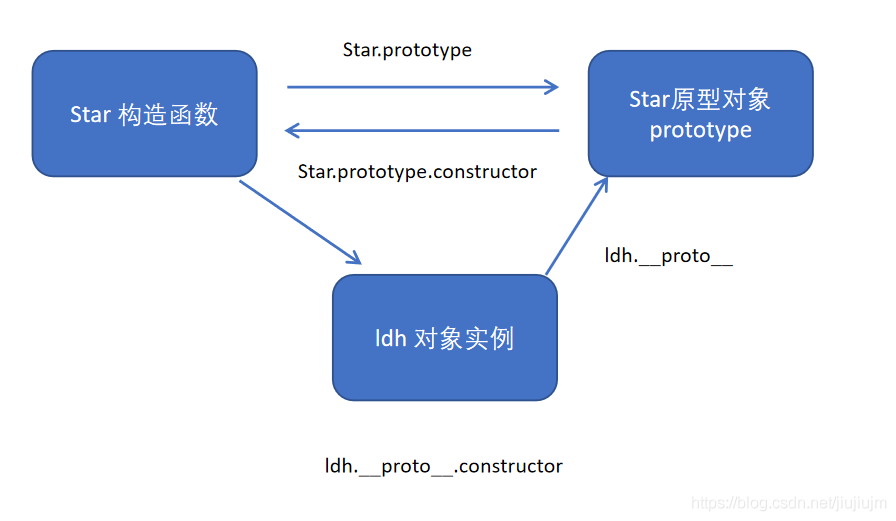 Star.prototype
Star 构造函数
Star原型对象
prototype
Star.prototype.constructor
ldh.__proto__
ldh 对象实例
ldh.__proto__.constructor
https://blog.csdn.net/jiujiujm